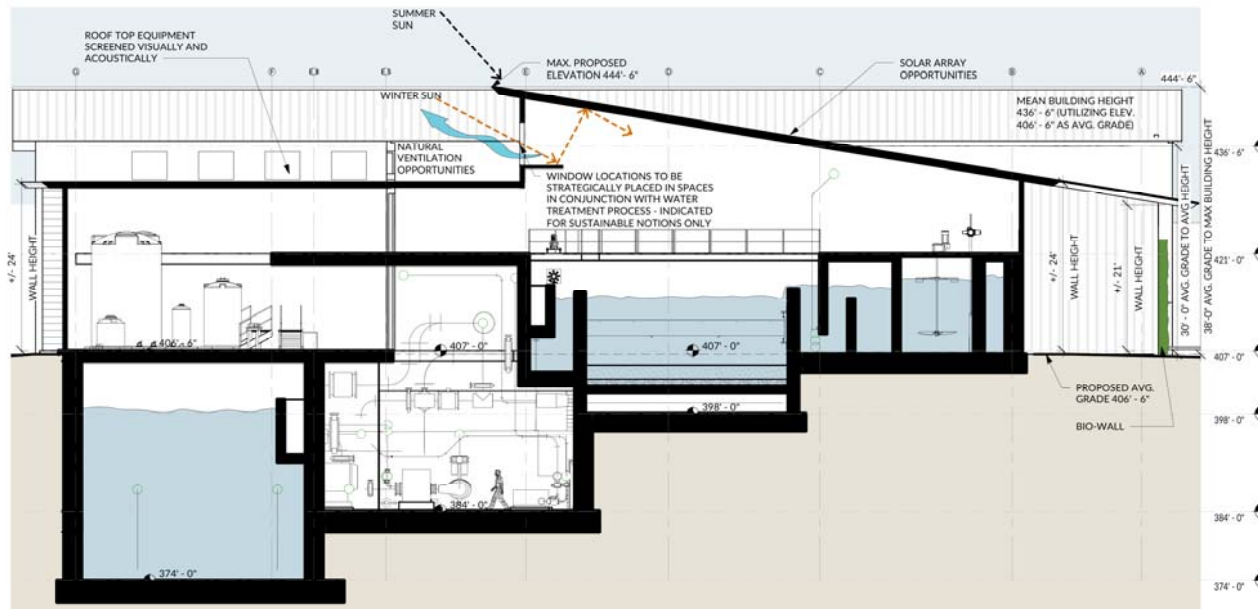 SUMMER
SUN
ROOF TOP EQUIPMENT
SCREENED VISUALLY AND
ACOUSTICALLY
MAX. PROPOSED
ELEVATION 444'- 6"
SOLAR ARRAY
OPPORTUNITIES
G
F
E
D
C
B
A
444'- 6"
WINTER SUN
MEAN BUILDING HEIGHT
436' - 6" (UTILIZING ELEV.
406' - 6" AS AVG. GRADE)
NATURAL
VENTILATION
OPPORTUNITIES
436' - 6"
WINDOW LOCATIONS TO BE
STRATEGICALLY PLACED IN SPACES
IN CONJUNCTION WITH WATER
TREATMENT PROCESS - INDICATED
FOR SUSTAINABLE NOTIONS ONLY
+/- 24'
WALL HEIGHT
+/- 24'
WALL HEIGHT
+/- 21'
WALL HEIGHT
30' - 0" AVG. GRADE TO AVG HEIGHT
38'-0" AVG. GRADE TO MAX BUILDING HEIGHT
421' - 0"
406' - 6"
407' - 0"
407' - 0"
407' - 0"
PROPOSED AVG.
GRADE 406' - 6"
BIO-WALL
398' - 0"
398' - 0"
384' - 0"
384' - 0"
374' - 0"
374' - 0"